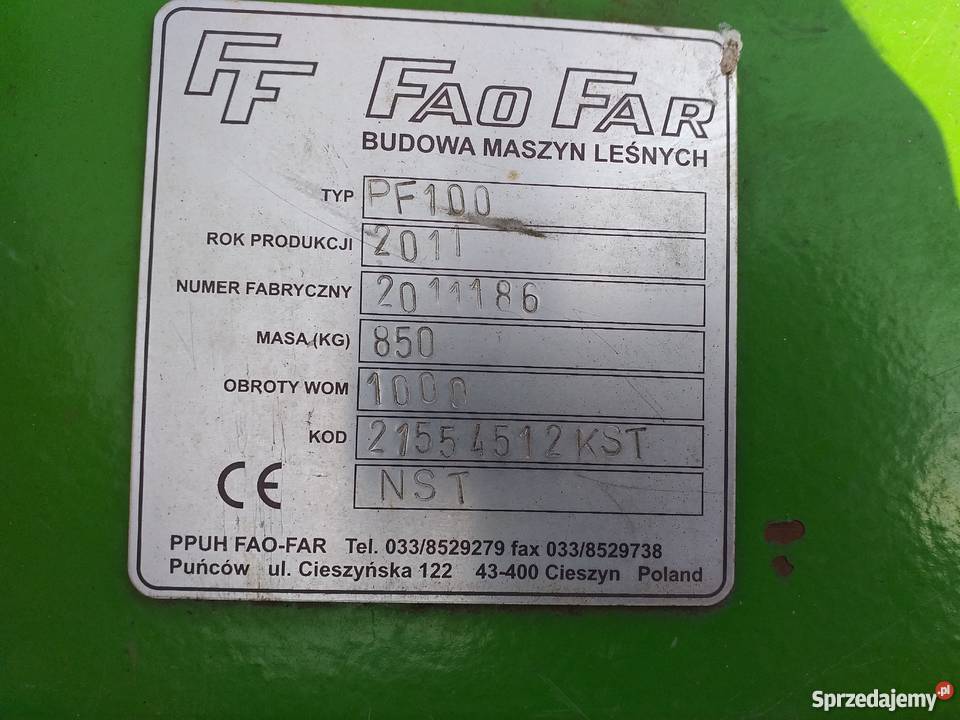 FF FAO FAR
BUDOWA MASZYN LEŚNYCH
TYP PF100
ROK PRODUKCJI 2011
NUMER FABRYCZNY 2011186
MASA (KG) 850
OBROTY WOM 1000
KOD 21554512KST
CE NST
PPUH FAO-FAR Tel. 033/8529279 fax 033/8529738
Puńców ul. Cieszyńska 122 43-400 Cieszyn Poland
Sprzedajemy.pl